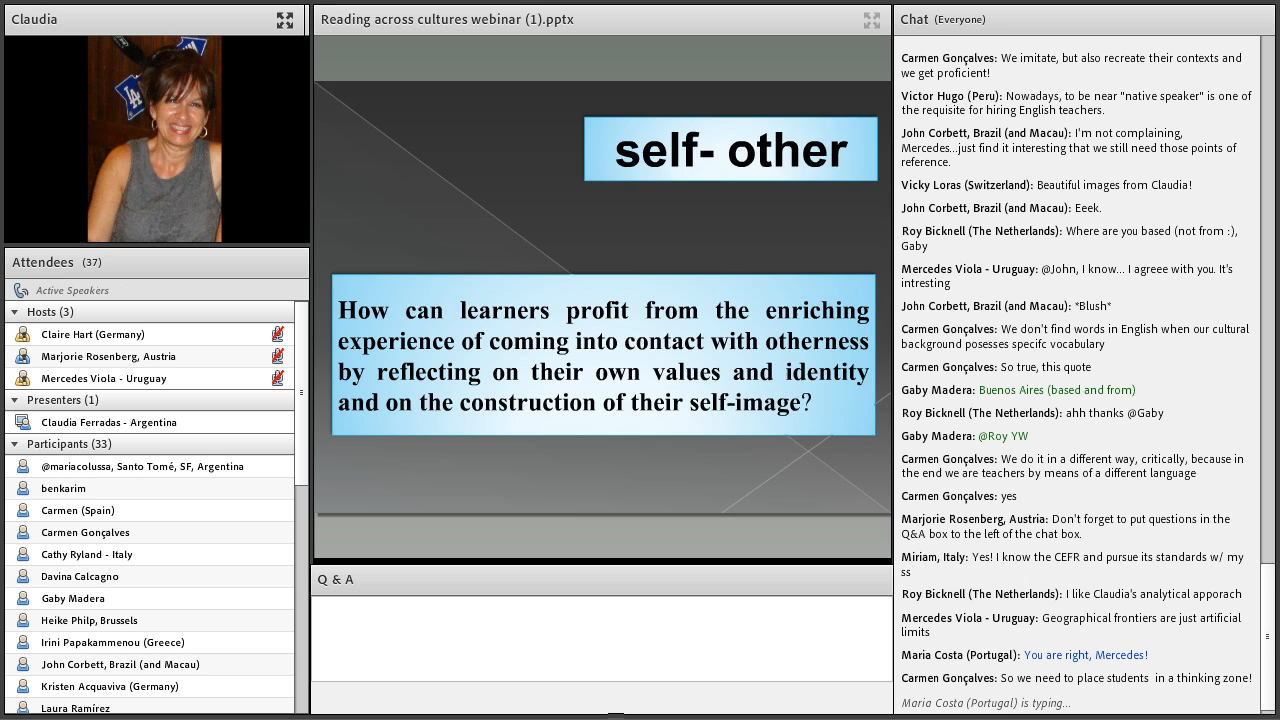 Claudia
Attendees (37)
Active Speakers
Hosts (3)
Claire Hart (Germany)
Marjorie Rosenberg, Austria
Mercedes Viola - Uruguay
Presenters (1)
Claudia Ferradas - Argentina
Participants (33)
@mariacolussa, Santo Tomé, SF, Argentina
benkarim
Carmen (Spain)
Carmen Gonçalves
Cathy Ryland - Italy
Davina Calcagno
Gaby Madera
Heike Philp, Brussels
Irini Papakammenou (Greece)
John Corbett, Brazil (and Macau)
Kristen Acquaviva (Germany)
Laura Ramírez
Reading across cultures webinar (1).pptx
self- other
How can learners profit from the enriching
experience of coming into contact with otherness
by reflecting on their own values and identity
and on the construction of their self-image?
Q & A
Chat (Everyone)
Carmen Gonçalves: We imitate, but also recreate their contexts and
we get proficient!
Victor Hugo (Peru): Nowadays, to be near "native speaker" is one of
the requisite for hiring English teachers.
John Corbett, Brazil (and Macau): I'm not complaining,
Mercedes...just find it interesting that we still need those points of
reference.
Vicky Loras (Switzerland): Beautiful images from Claudia!
John Corbett, Brazil (and Macau): Eeek.
Roy Bicknell (The Netherlands): Where are you based (not from :),
Gaby
Mercedes Viola - Uruguay: @John, I know... I agreee with you. It's
intresting
John Corbett, Brazil (and Macau): *Blush*
Carmen Gonçalves: We don't find words in English when our cultural
background posesses specifc vocabulary
Carmen Gonçalves: So true, this quote
Gaby Madera: Buenos Aires (based and from)
Roy Bicknell (The Netherlands): ahh thanks @Gaby
Gaby Madera: @Roy YW
Carmen Gonçalves: We do it in a different way, critically, because in
the end we are teachers by means of a different language
Carmen Gonçalves: yes
Marjorie Rosenberg, Austria: Don't forget to put questions in the
Q&A box to the left of the chat box.
Miriam, Italy: Yes! I know the CEFR and pursue its standards w/ my
ss
Roy Bicknell (The Netherlands): I like Claudia's analytical apporach
Mercedes Viola - Uruguay: Geographical frontiers are just artificial
limits
Maria Costa (Portugal): You are right, Mercedes!
Carmen Gonçalves: So we need to place students in a thinking zone!
Maria Costa (Portugal) is typing...
LA